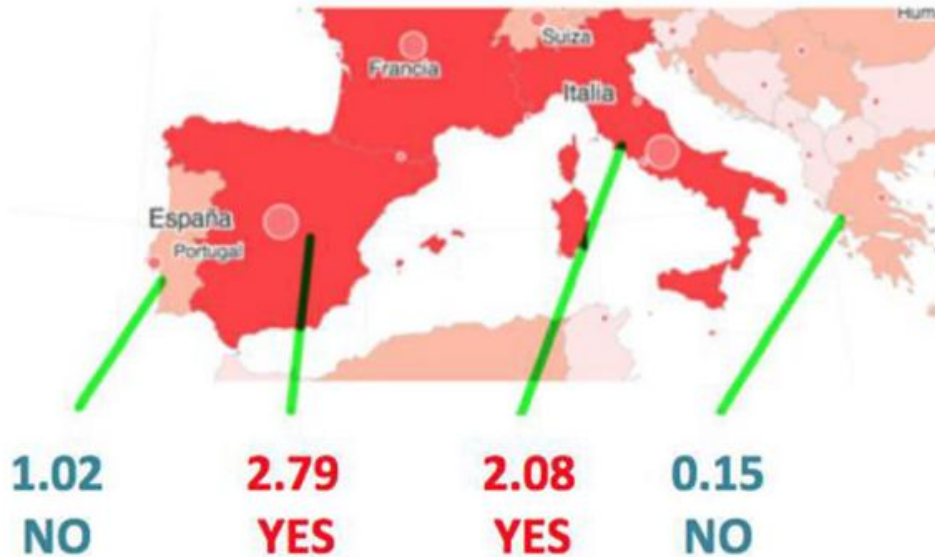 Suiza
Francia
Italia
España
Portugal
1.02 2.79 2.08 0.15
NO YES YES NO